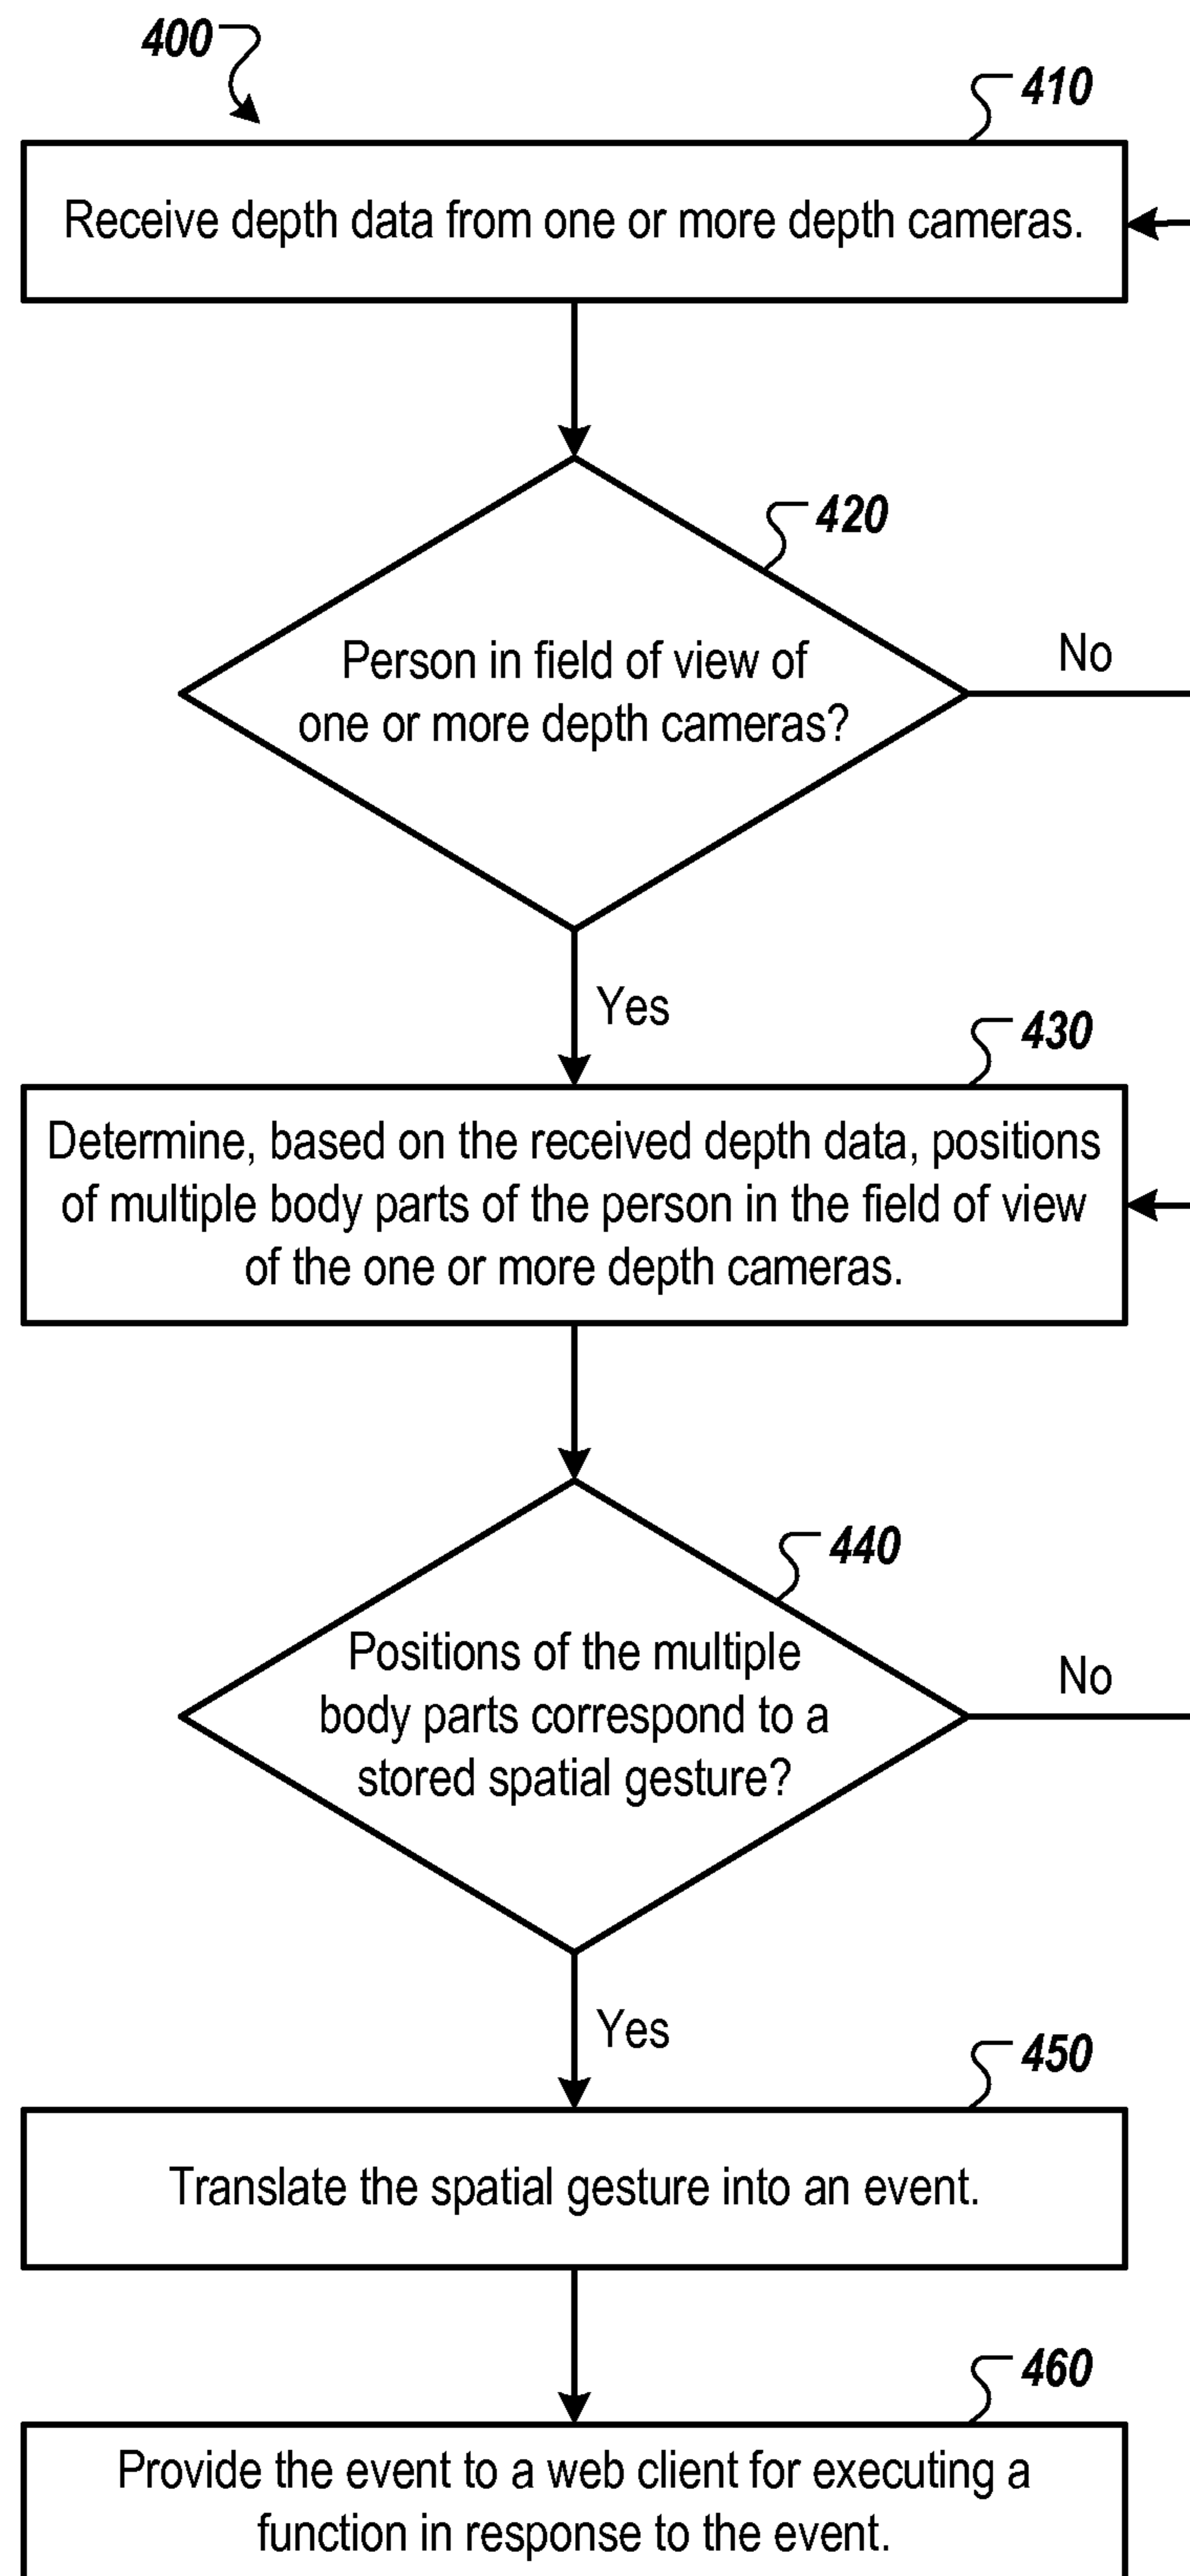 400
410
Receive depth data from one or more depth cameras.
420
Person in field of view of
one or more depth cameras?
No
Yes
430
Determine, based on the received depth data, positions
of multiple body parts of the person in the field of view
of the one or more depth cameras.
440
Positions of the multiple
body parts correspond to a
stored spatial gesture?
No
Yes
450
Translate the spatial gesture into an event.
460
Provide the event to a web client for executing a
function in response to the event.